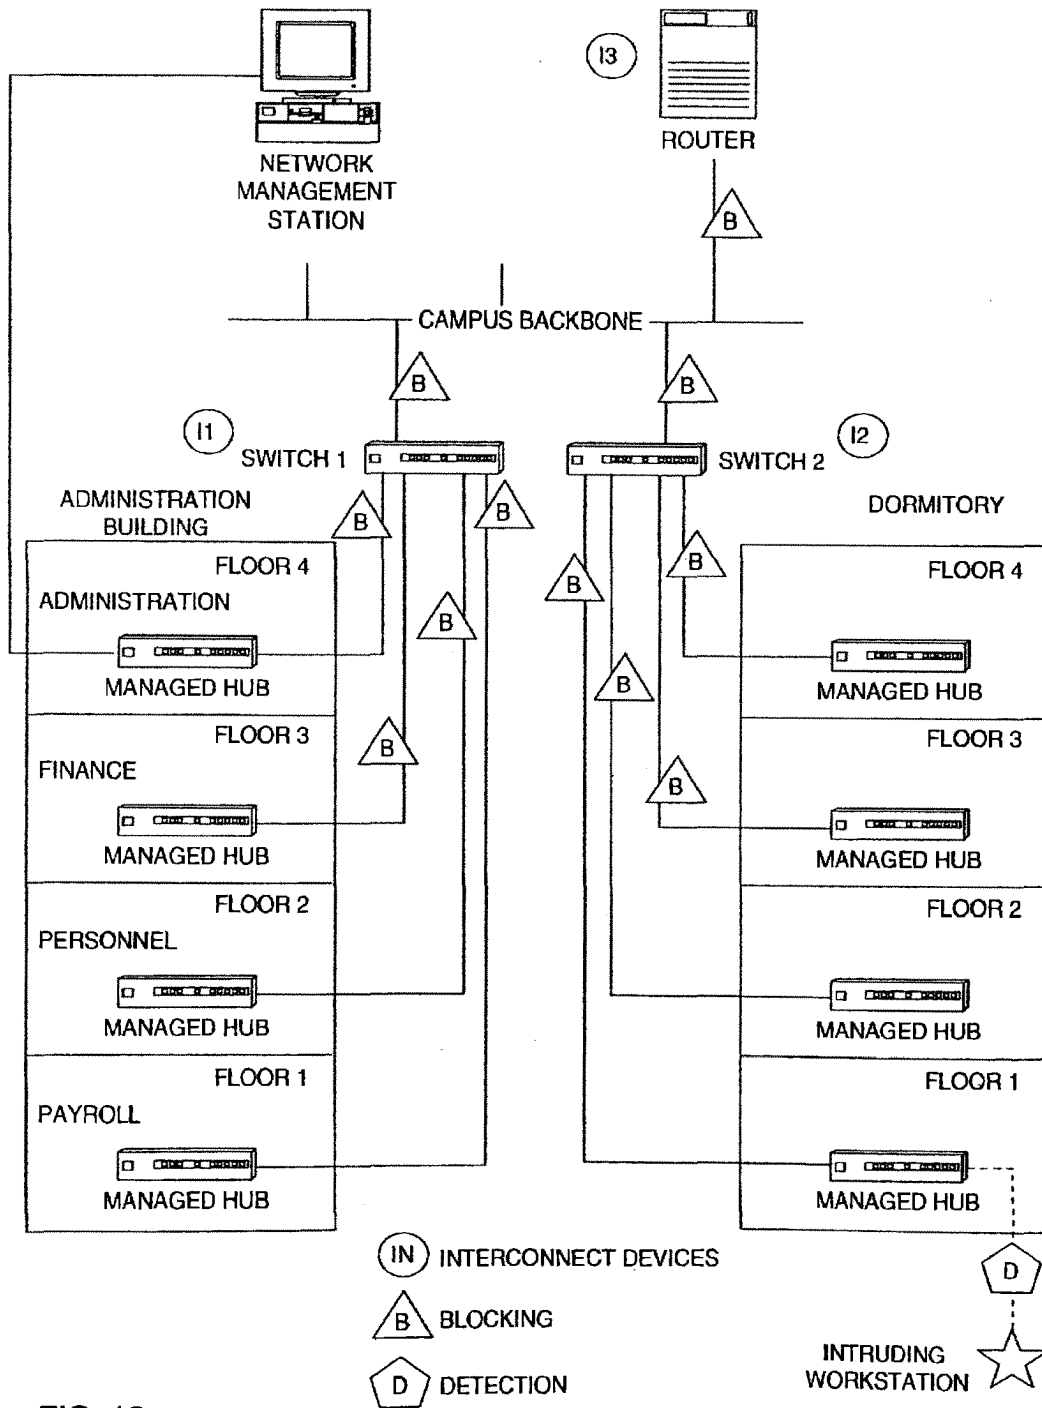 I3
ROUTER
NETWORK
MANAGEMENT
STATION
B
CAMPUS BACKBONE
B
B
I1
SWITCH 1
SWITCH 2
I2
ADMINISTRATION
BUILDING
DORMITORY
B
B
B
B
B
B
B
B
FLOOR 4
ADMINISTRATION
MANAGED HUB
FLOOR 3
FINANCE
MANAGED HUB
FLOOR 2
PERSONNEL
MANAGED HUB
FLOOR 1
PAYROLL
MANAGED HUB
FLOOR 4
MANAGED HUB
FLOOR 3
MANAGED HUB
FLOOR 2
MANAGED HUB
FLOOR 1
MANAGED HUB
D
INTRUDING
WORKSTATION
IN INTERCONNECT DEVICES
B BLOCKING
D DETECTION